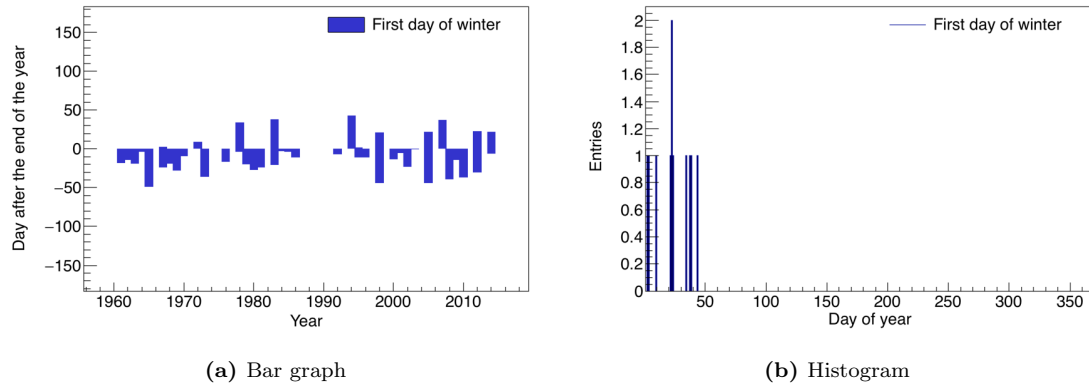 First day of winter
Day after the end of the year
150
100
50
0
−50
−100
−150
1960 1970 1980 1990 2000 2010
Year
(a) Bar graph
First day of winter
Entries
2
1.8
1.6
1.4
1.2
1
0.8
0.6
0.4
0.2
0
50 100 150 200 250 300 350
Day of year
(b) Histogram